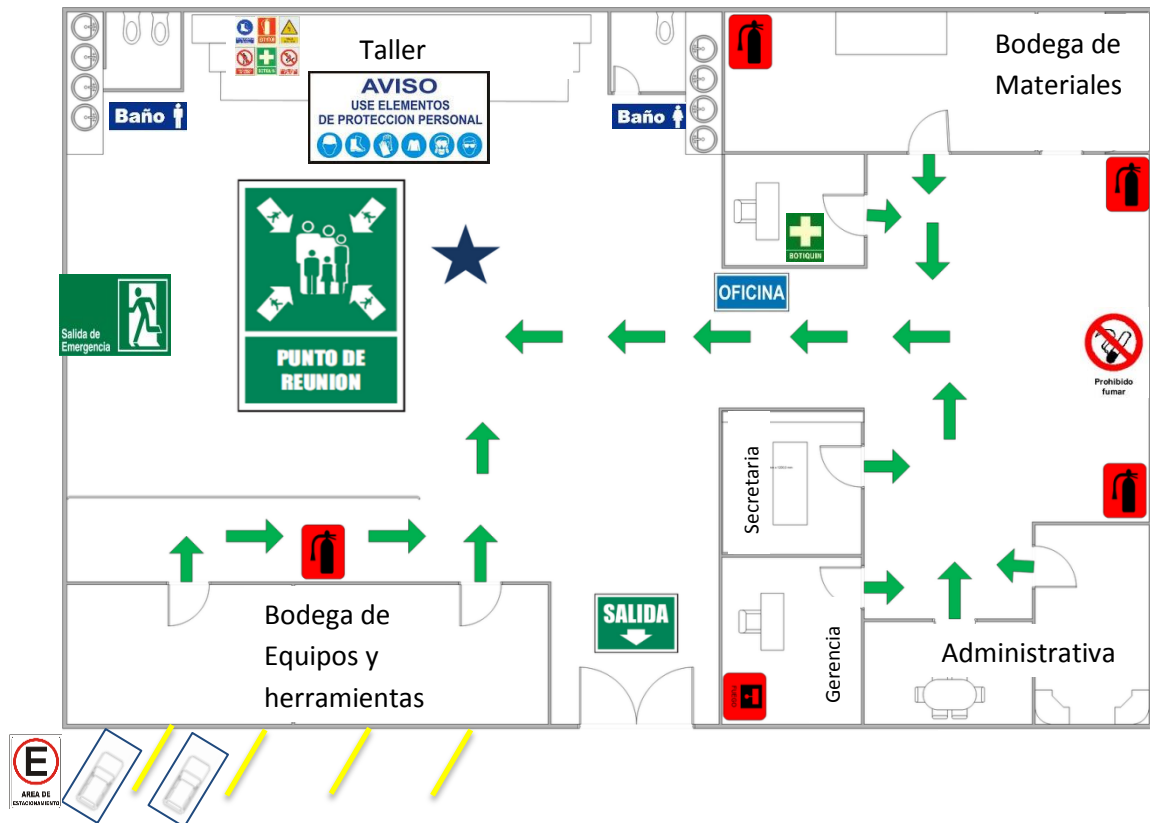 Taller
AVISO
USE ELEMENTOS
DE PROTECCION PERSONAL
Baño
Baño
Bodega de
Materiales
BOTIQUIN
OFICINA
Salida de
Emergencia
PUNTO DE
REUNION
Prohibido
fumar
Secretaria
SALIDA
Bodega de
Equipos y
herramientas
Gerencia
FUEGO
Administrativa
E
AREA DE
ESTACIONAMIENTO